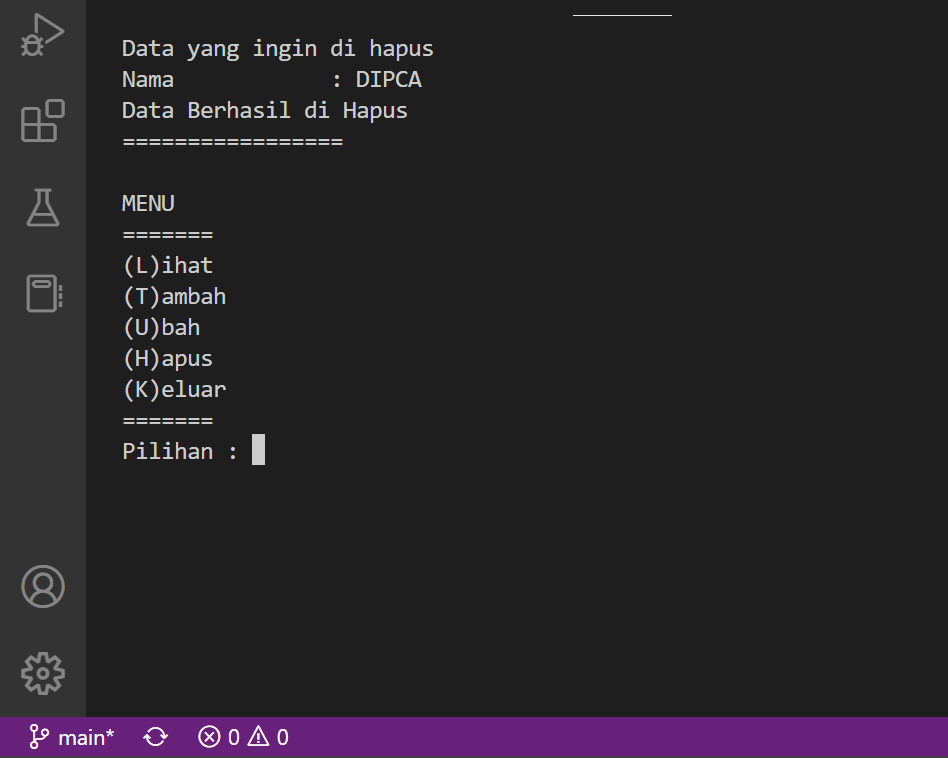 Data yang ingin di hapus
Nama            : DIPCA
Data Berhasil di Hapus
=================
MENU
=======
(L)ihat
(T)ambah
(U)bah
(H)apus
(K)eluar
=======
Pilihan :
main* 0 0